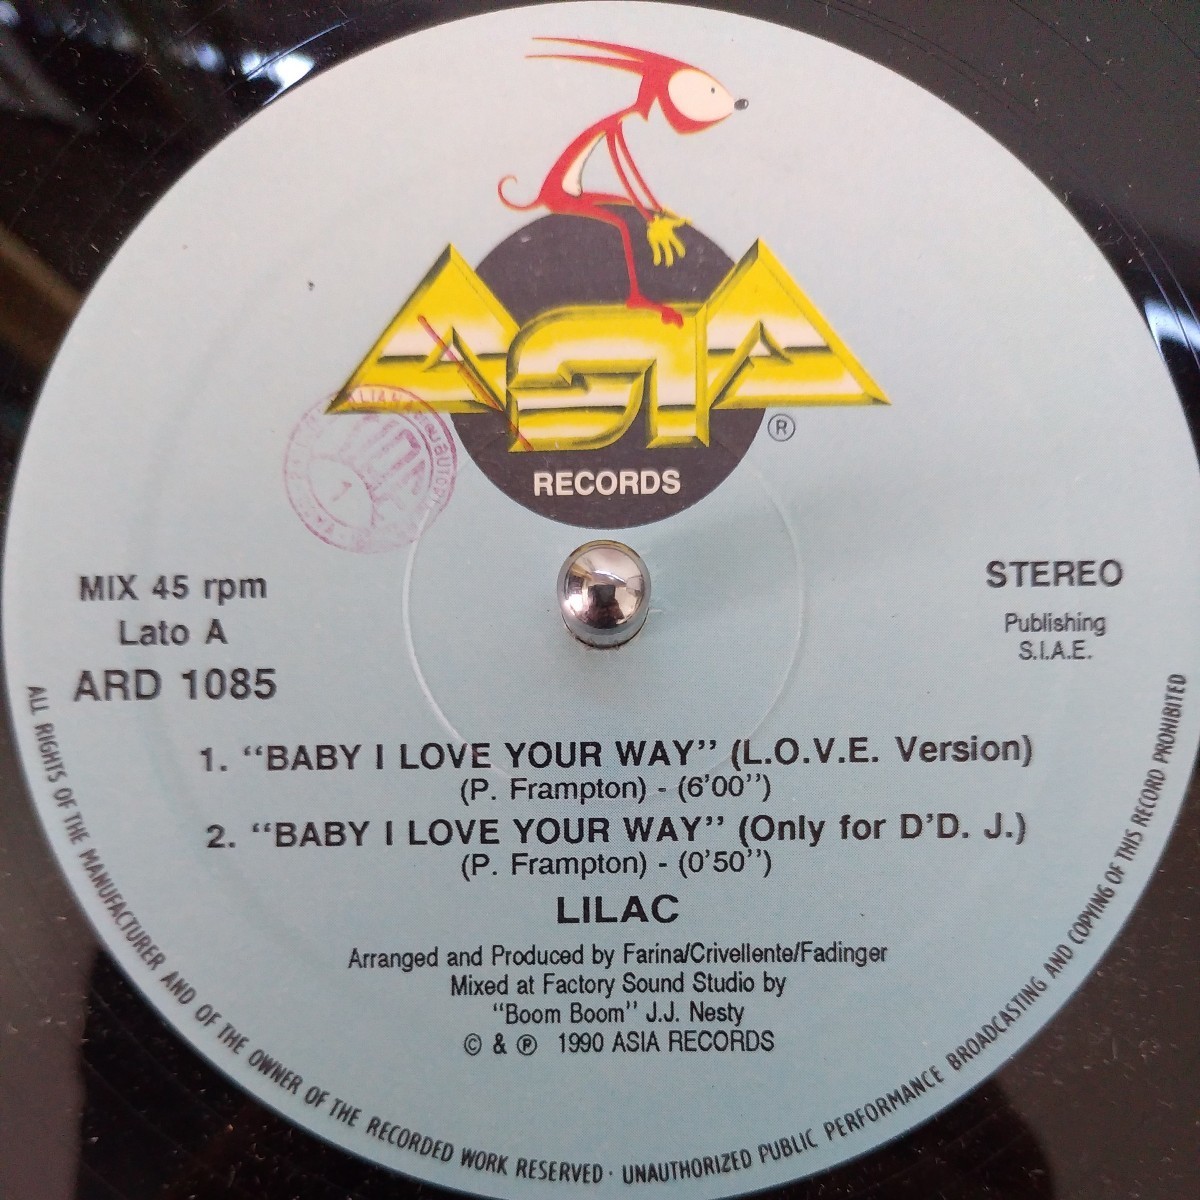 ASIA
®
RECORDS
MIX 45 rpm
Lato A
ARD 1085
STEREO
Publishing
S.I.A.E.
1. “BABY I LOVE YOUR WAY” (L.O.V.E. Version)
(P. Frampton) - (6’00”)
2. “BABY I LOVE YOUR WAY” (Only for D’D. J.)
(P. Frampton) - (0’50”)
LILAC
Arranged and Produced by Farina/Crivellente/Fadinger
Mixed at Factory Sound Studio by
“Boom Boom” J.J. Nesty
© & ℗ 1990 ASIA RECORDS
ALL RIGHTS OF THE MANUFACTURER AND OF THE OWNER OF THE RECORDED WORK RESERVED · UNAUTHORIZED PUBLIC PERFORMANCE BROADCASTING AND COPYING OF THIS RECORD PROHIBITED